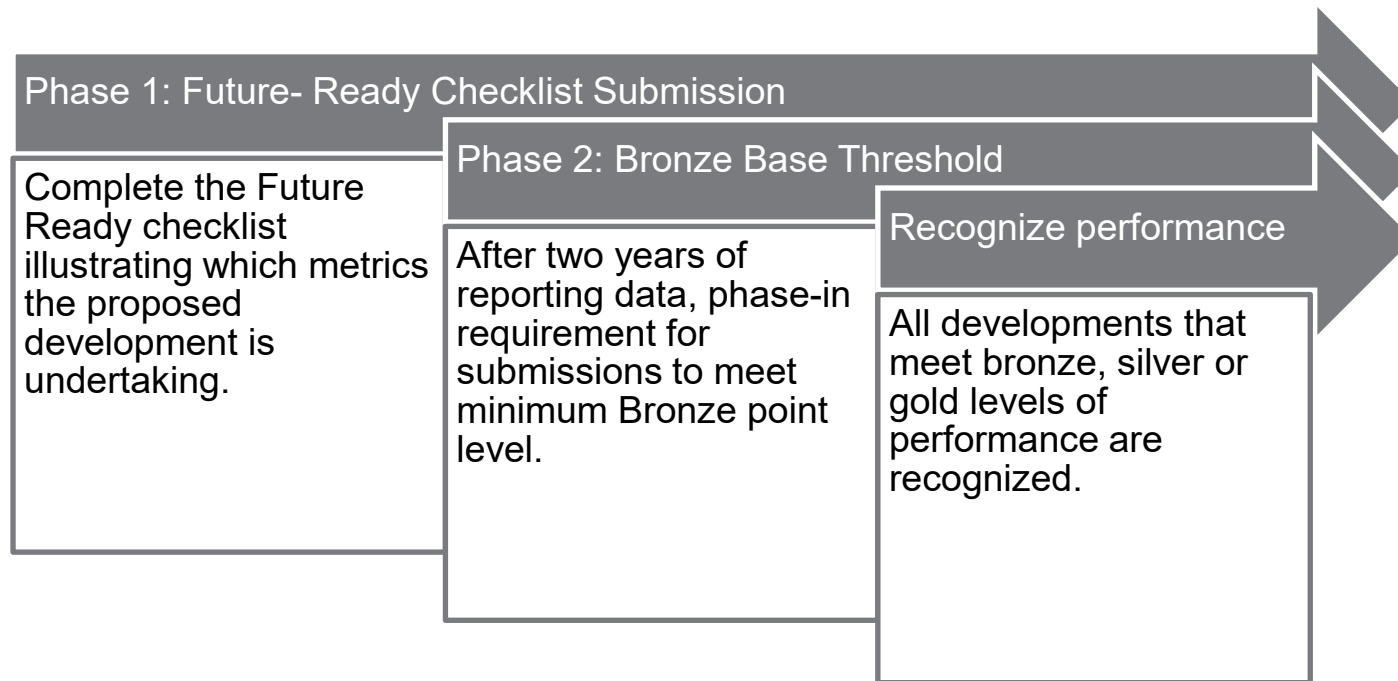 Phase 1: Future- Ready Checklist Submission
Complete the Future
Ready checklist
illustrating which metrics
the proposed
development is
undertaking.
Phase 2: Bronze Base Threshold
After two years of
reporting data, phase-in
requirement for
submissions to meet
minimum Bronze point
level.
Recognize performance
All developments that
meet bronze, silver or
gold levels of
performance are
recognized.